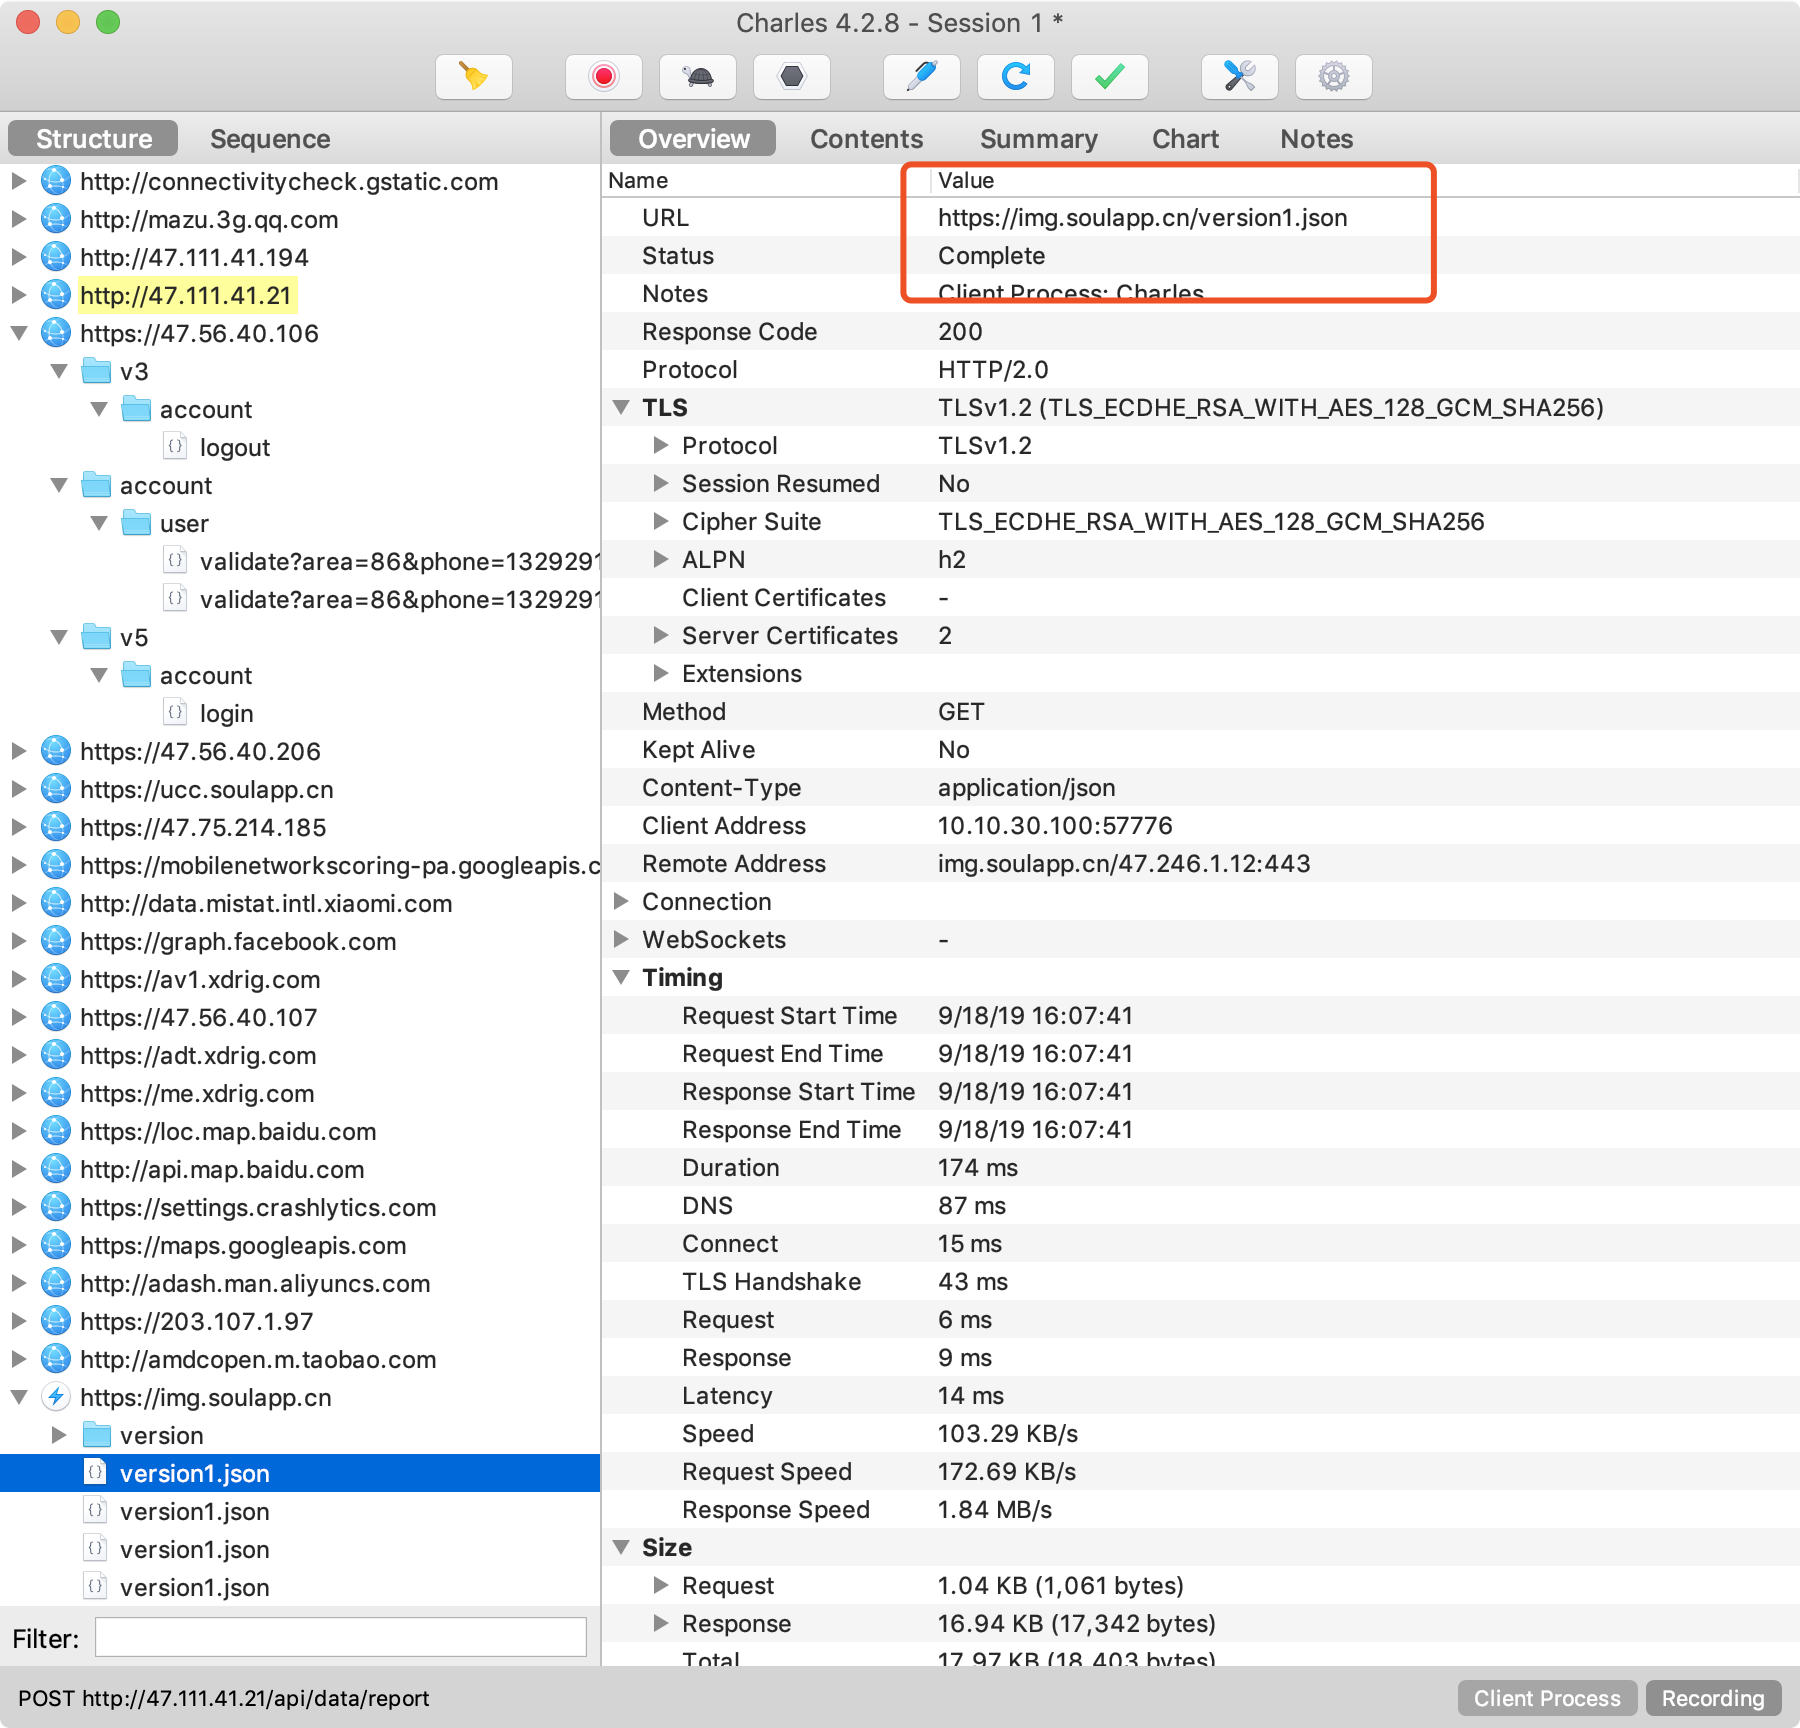 Charles 4.2.8 - Session 1 *
Structure
Sequence
http://connectivitycheck.gstatic.com
http://mazu.3g.qq.com
http://47.111.41.194
http://47.111.41.21
https://47.56.40.106
v3
account
logout
account
user
validate?area=86&phone=1329291
validate?area=86&phone=1329291
v5
account
login
https://47.56.40.206
https://ucc.soulapp.cn
https://47.75.214.185
https://mobilenetworkscoring-pa.googleapis.c
http://data.mistat.intl.xiaomi.com
https://graph.facebook.com
https://av1.xdrig.com
https://47.56.40.107
https://adt.xdrig.com
https://me.xdrig.com
https://loc.map.baidu.com
http://api.map.baidu.com
https://settings.crashlytics.com
https://maps.googleapis.com
http://adash.man.aliyuncs.com
https://203.107.1.97
http://amdcopen.m.taobao.com
https://img.soulapp.cn
version
version1.json
version1.json
version1.json
version1.json
Filter:
Overview
Contents
Summary
Chart
Notes
Name Value
URL https://img.soulapp.cn/version1.json
Status Complete
Notes Client Process: Charles
Response Code 200
Protocol HTTP/2.0
TLS TLSv1.2 (TLS_ECDHE_RSA_WITH_AES_128_GCM_SHA256)
Protocol TLSv1.2
Session Resumed No
Cipher Suite TLS_ECDHE_RSA_WITH_AES_128_GCM_SHA256
ALPN h2
Client Certificates -
Server Certificates 2
Extensions
Method GET
Kept Alive No
Content-Type application/json
Client Address 10.10.30.100:57776
Remote Address img.soulapp.cn/47.246.1.12:443
Connection
WebSockets -
Timing
Request Start Time 9/18/19 16:07:41
Request End Time 9/18/19 16:07:41
Response Start Time 9/18/19 16:07:41
Response End Time 9/18/19 16:07:41
Duration 174 ms
DNS 87 ms
Connect 15 ms
TLS Handshake 43 ms
Request 6 ms
Response 9 ms
Latency 14 ms
Speed 103.29 KB/s
Request Speed 172.69 KB/s
Response Speed 1.84 MB/s
Size
Request 1.04 KB (1,061 bytes)
Response 16.94 KB (17,342 bytes)
Total 17.97 KB (18,403 bytes)
POST http://47.111.41.21/api/data/report
Client Process
Recording